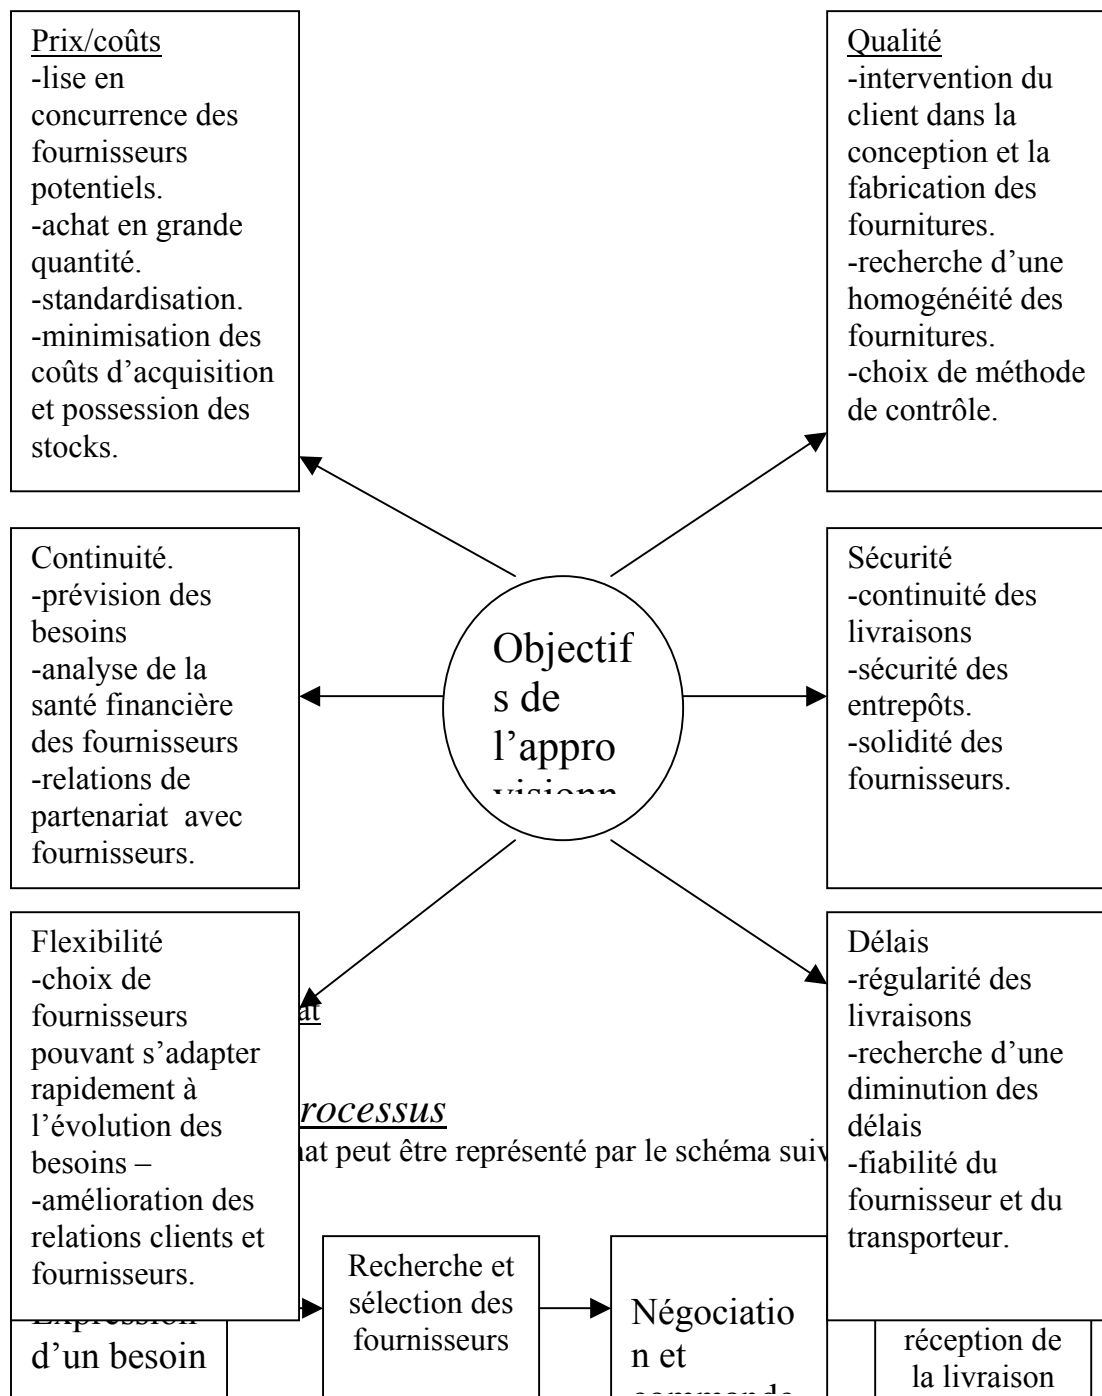 Prix/coûts
-lise en
concurrence des
fournisseurs
potentiels.
-achat en grande
quantité.
-standardisation.
-minimisation des
coûts d’acquisition
et possession des
stocks.
Qualité
-intervention du
client dans la
conception et la
fabrication des
fournitures.
-recherche d’une
homogénéité des
fournitures.
-choix de méthode
de contrôle.
Continuité.
-prévision des
besoins
-analyse de la
santé financière
des fournisseurs
-relations de
partenariat  avec
fournisseurs.
Objectif
s de
l’appro
visionn
Sécurité
-continuité des
livraisons
-sécurité des
entrepôts.
-solidité des
fournisseurs.
Flexibilité
-choix de
fournisseurs
pouvant s’adapter
rapidement à
l’évolution des
besoins –
-amélioration des
relations clients et
fournisseurs.
Délais
-régularité des
livraisons
-recherche d’une
diminution des
délais
-fiabilité du
fournisseur et du
transporteur.
at
rocessus
hat peut être représenté par le schéma suiv
Expression
d’un besoin
Recherche et
sélection des
fournisseurs
Négociatio
n et
commande
réception de
la livraison